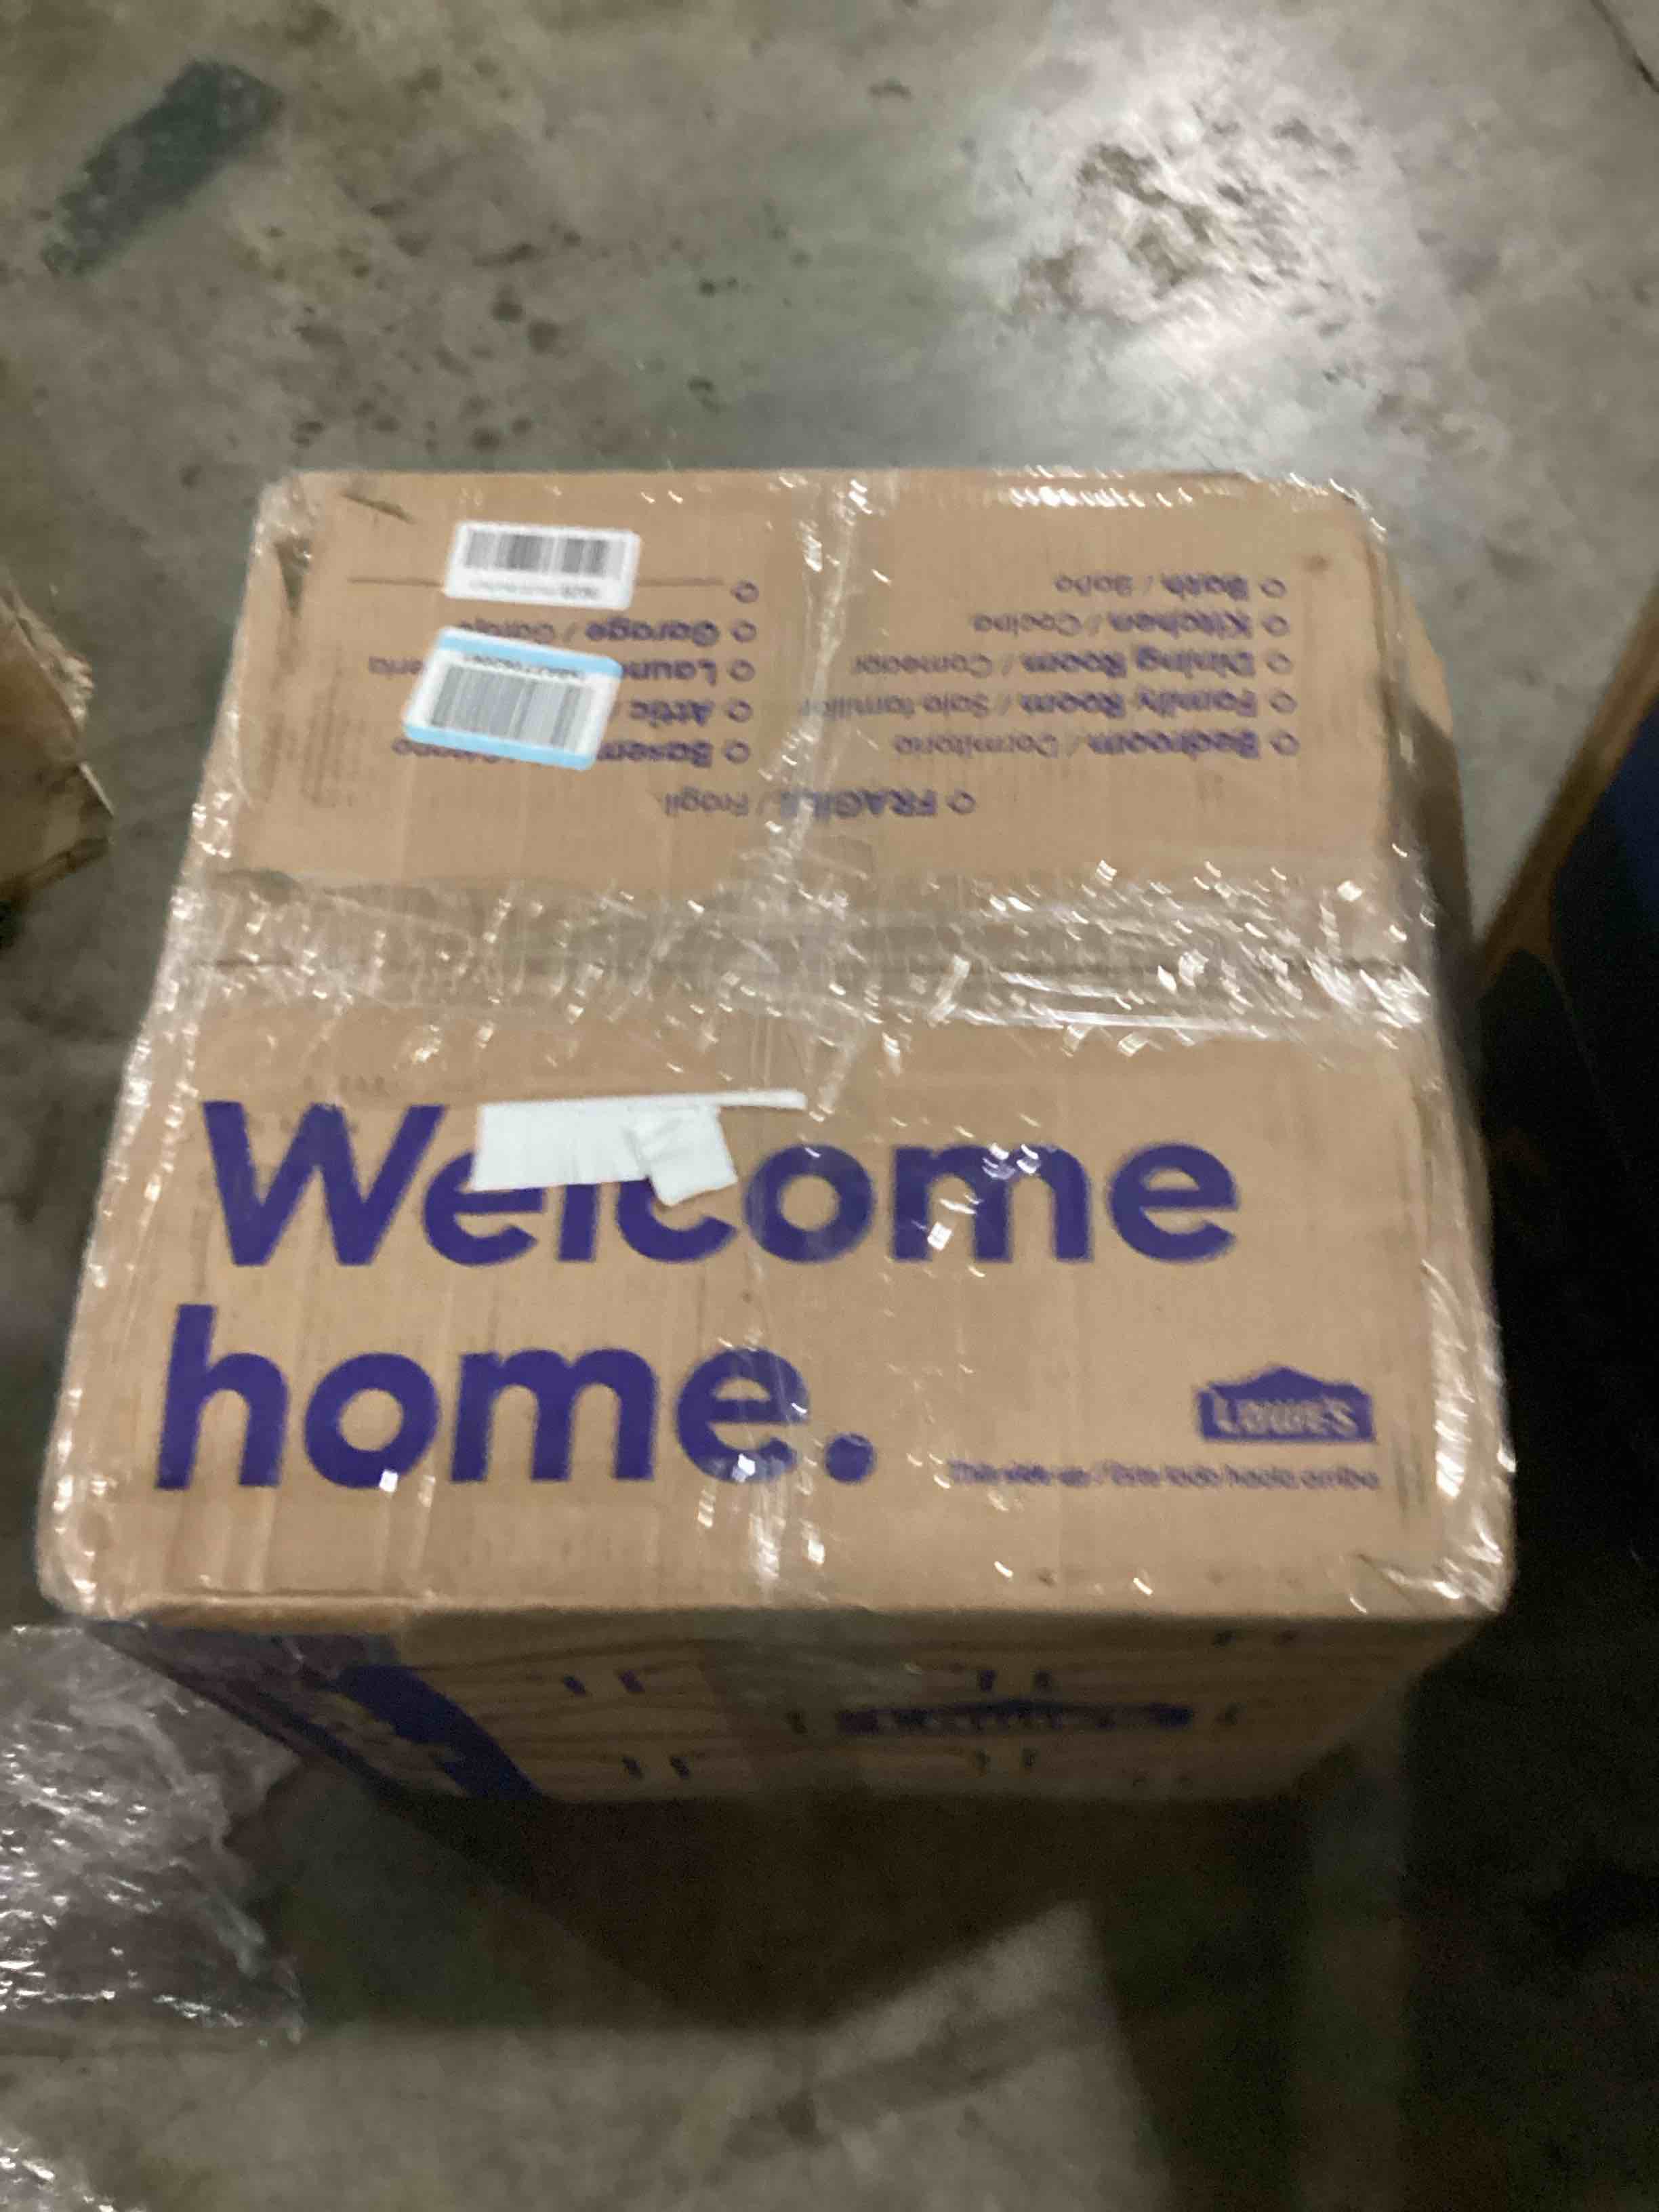 Welcome
home.
LOWE'S
This side up / Este lado hacia arriba
FRAGILE / Frágil
Bedroom / Dormitorio
Family Room / Sala familiar
Dining Room / Comedor
Kitchen / Cocina
Bath / Baño
Attic /
Garage / Garaje